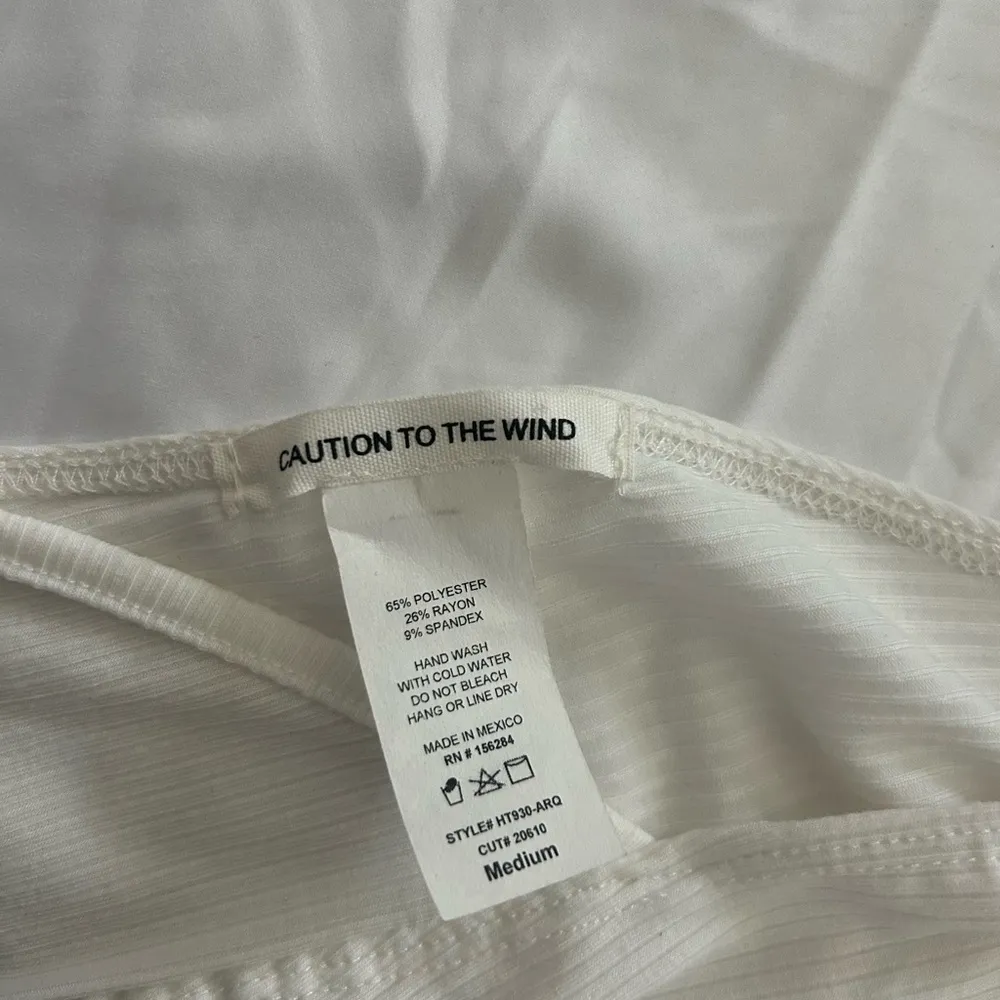 CAUTION TO THE WIND
65% POLYESTER
26% RAYON
9% SPANDEX
HAND WASH
WITH COLD WATER
DO NOT BLEACH
HANG OR LINE DRY
MADE IN MEXICO
RN # 156284
STYLE# HT930-ARQ
CUT# 20610
Medium